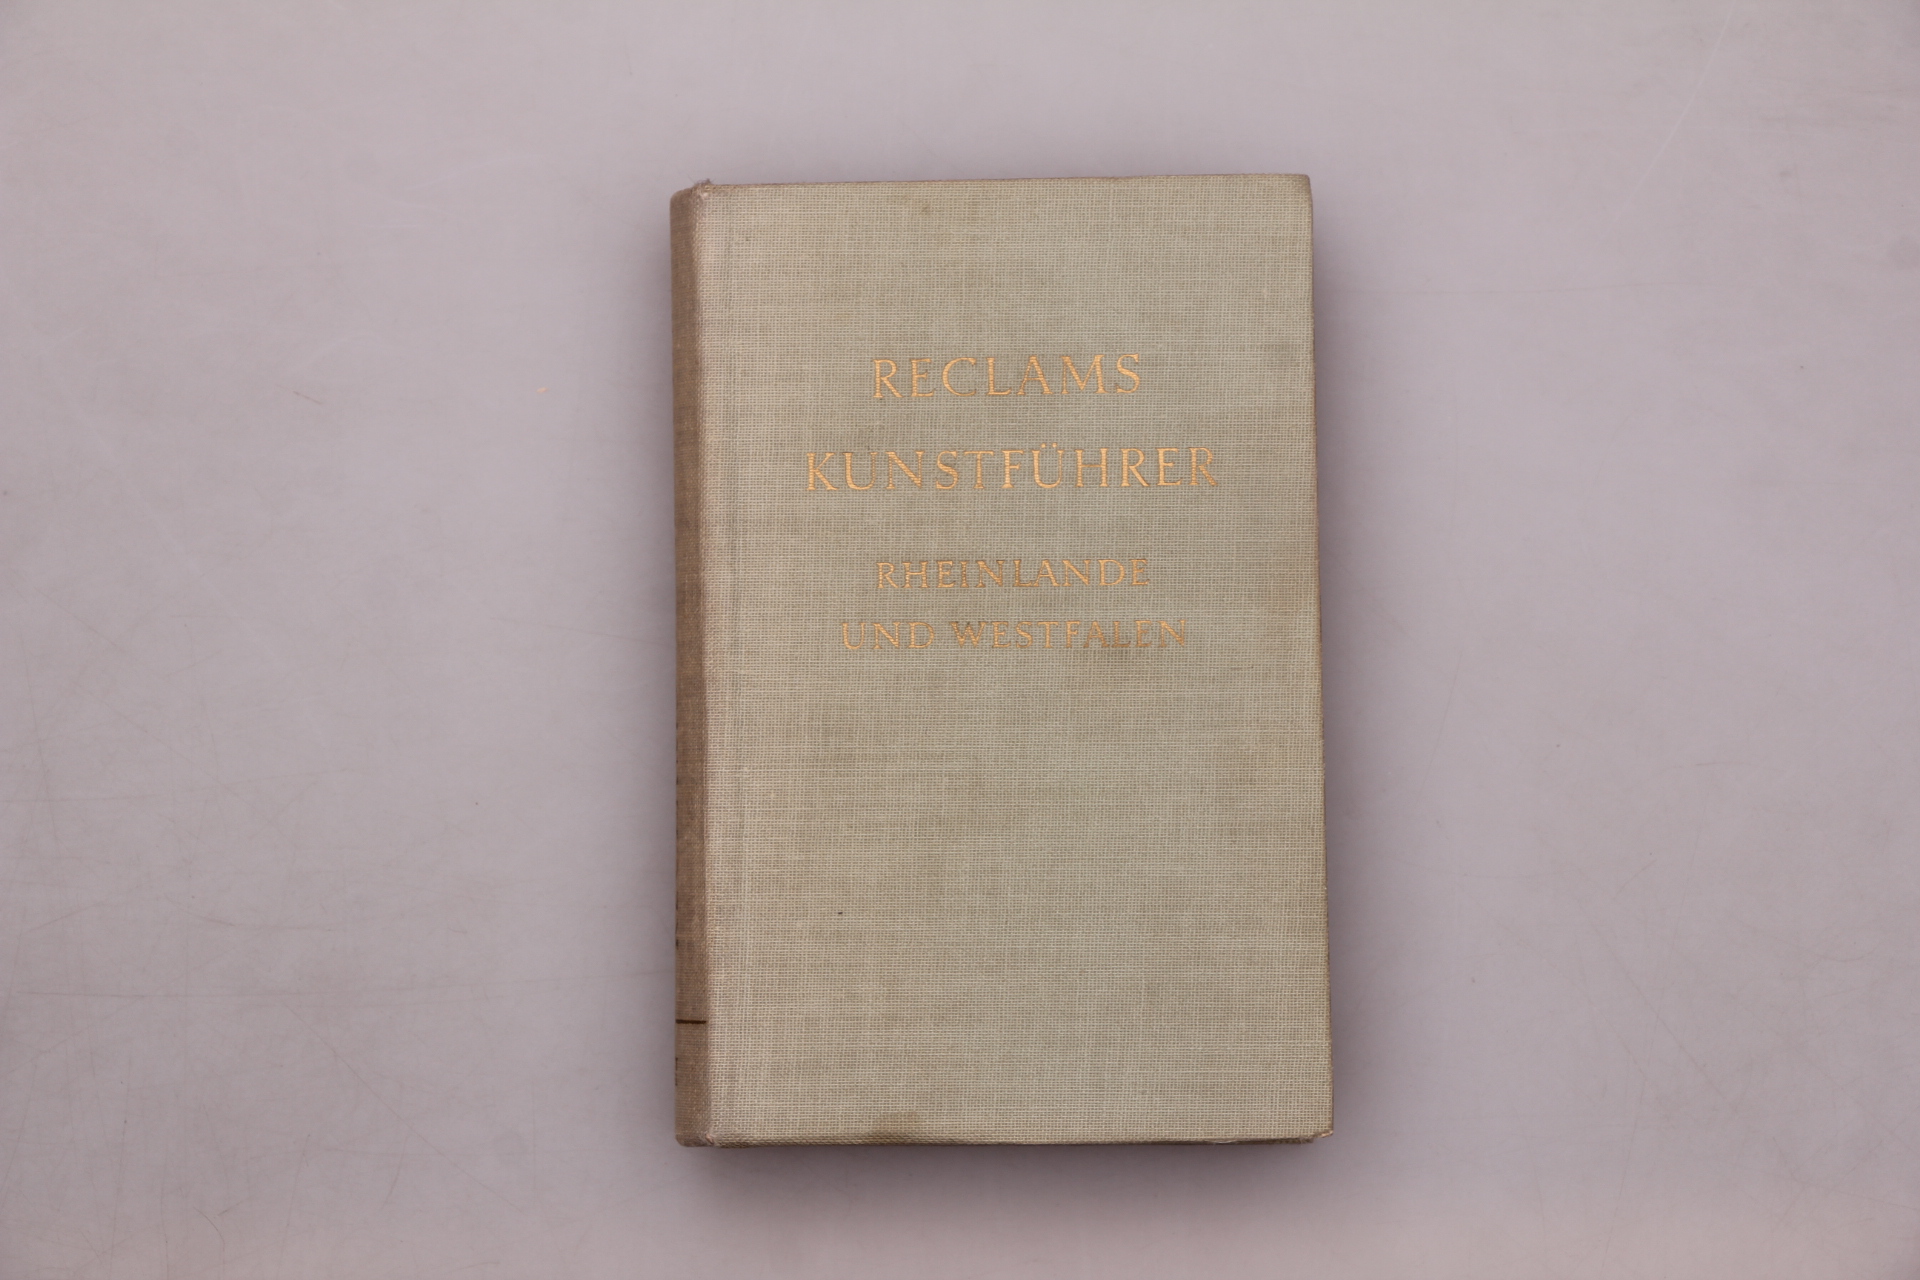 RECLAMS
KUNSTFÜHRER
RHEINLANDE
UND WESTFALEN